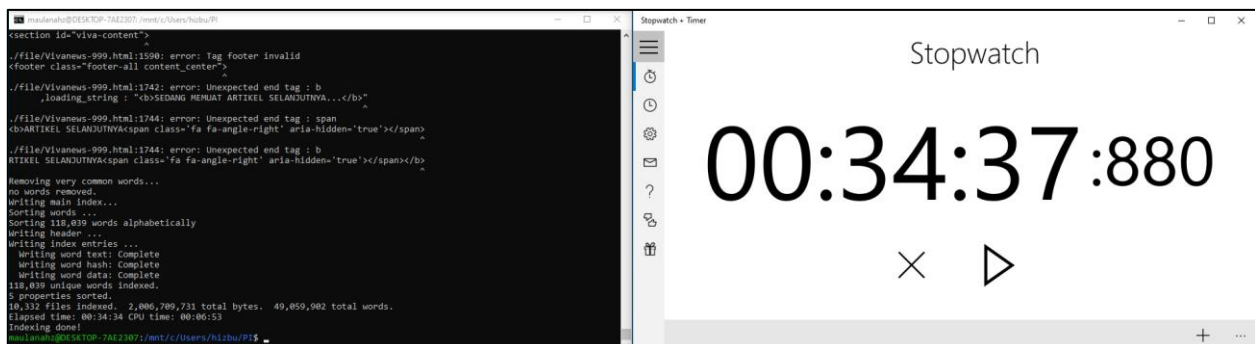 maulanahz@DESKTOP-7AE2307: /mnt/c/Users/hizbu/PI
<section id="viva-content">
^
./file/Vivanews-999.html:1590: error: Tag footer invalid
<footer class="footer-all content_center">
^
./file/Vivanews-999.html:1742: error: Unexpected end tag : b
,loading_string : "<b>SEDANG MEMUAT ARTIKEL SELANJUTNYA...</b>"
^
./file/Vivanews-999.html:1744: error: Unexpected end tag : span
<b>ARTIKEL SELANJUTNYA<span class='fa fa-angle-right' aria-hidden='true'></span>
^
./file/Vivanews-999.html:1744: error: Unexpected end tag : b
RTIKEL SELANJUTNYA<span class='fa fa-angle-right' aria-hidden='true'></span></b>
^
Removing very common words...
no words removed.
Writing main index...
Sorting words ...
Sorting 118,039 words alphabetically
Writing header ...
Writing index entries ...
Writing word text: Complete
Writing word hash: Complete
Writing word data: Complete
118,039 unique words indexed.
5 properties sorted.
10,332 files indexed.  2,006,709,731 total bytes.  49,059,902 total words.
Elapsed time: 00:34:34 CPU time: 00:06:53
Indexing done!
maulanahz@DESKTOP-7AE2307:/mnt/c/Users/hizbu/PI$ _
Stopwatch + Timer
Stopwatch
00:34:37:880